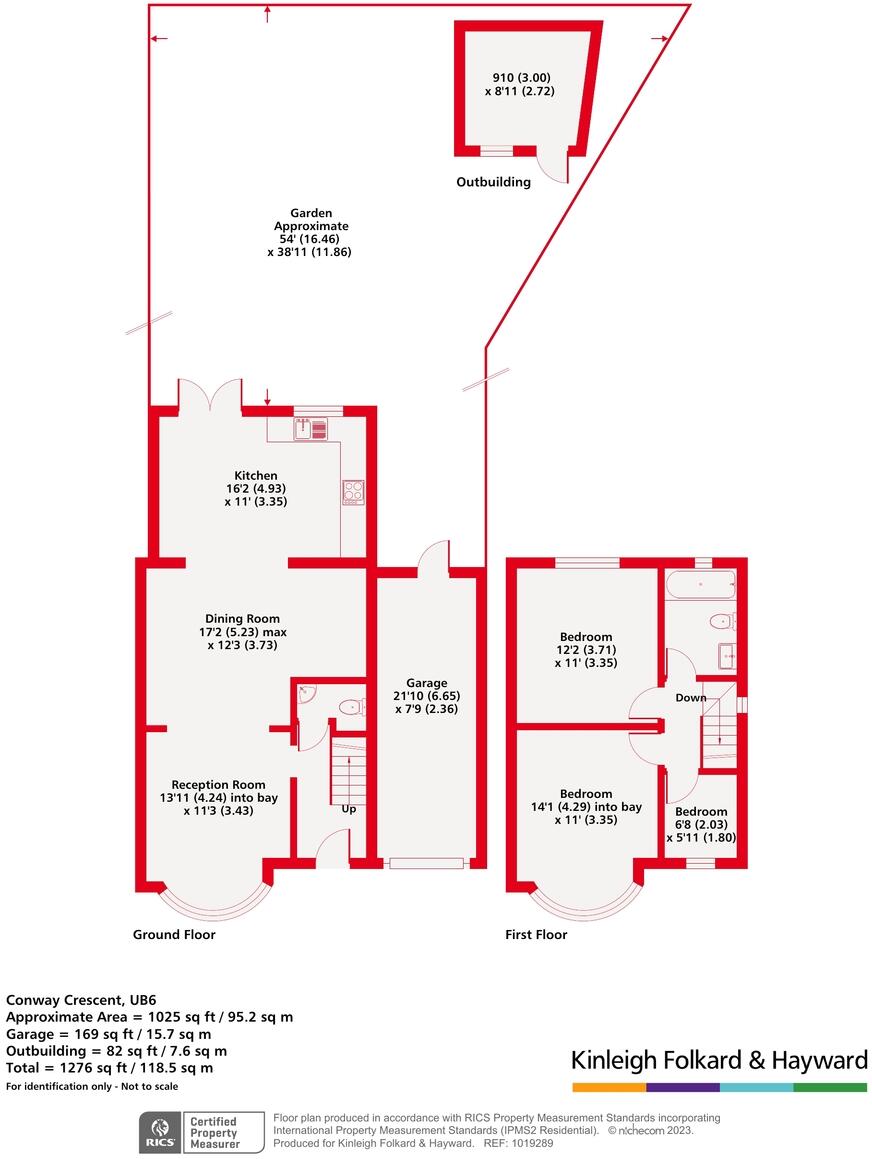 910 (3.00)
x 8'11 (2.72)
Outbuilding
Garden
Approximate
54' (16.46)
x 38'11 (11.86)
Kitchen
16'2 (4.93)
x 11' (3.35)
Dining Room
17'2 (5.23) max
x 12'3 (3.73)
Garage
21'10 (6.65)
x 7'9 (2.36)
Reception Room
13'11 (4.24) into bay
x 11'3 (3.43)
Up
Ground Floor
Bedroom
12'2 (3.71)
x 11' (3.35)
Down
Bedroom
14'1 (4.29) into bay
x 11' (3.35)
Bedroom
6'8 (2.03)
x 5'11 (1.80)
First Floor
Conway Crescent, UB6
Approximate Area = 1025 sq ft / 95.2 sq m
Garage = 169 sq ft / 15.7 sq m
Outbuilding = 82 sq ft / 7.6 sq m
Total = 1276 sq ft / 118.5 sq m
For identification only - Not to scale
Kinleigh Folkard & Hayward
RICS
Certified
Property
Measurer
Floor plan produced in accordance with RICS Property Measurement Standards incorporating
International Property Measurement Standards (IPMS2 Residential). © nichecom 2023.
Produced for Kinleigh Folkard & Hayward. REF: 1019289